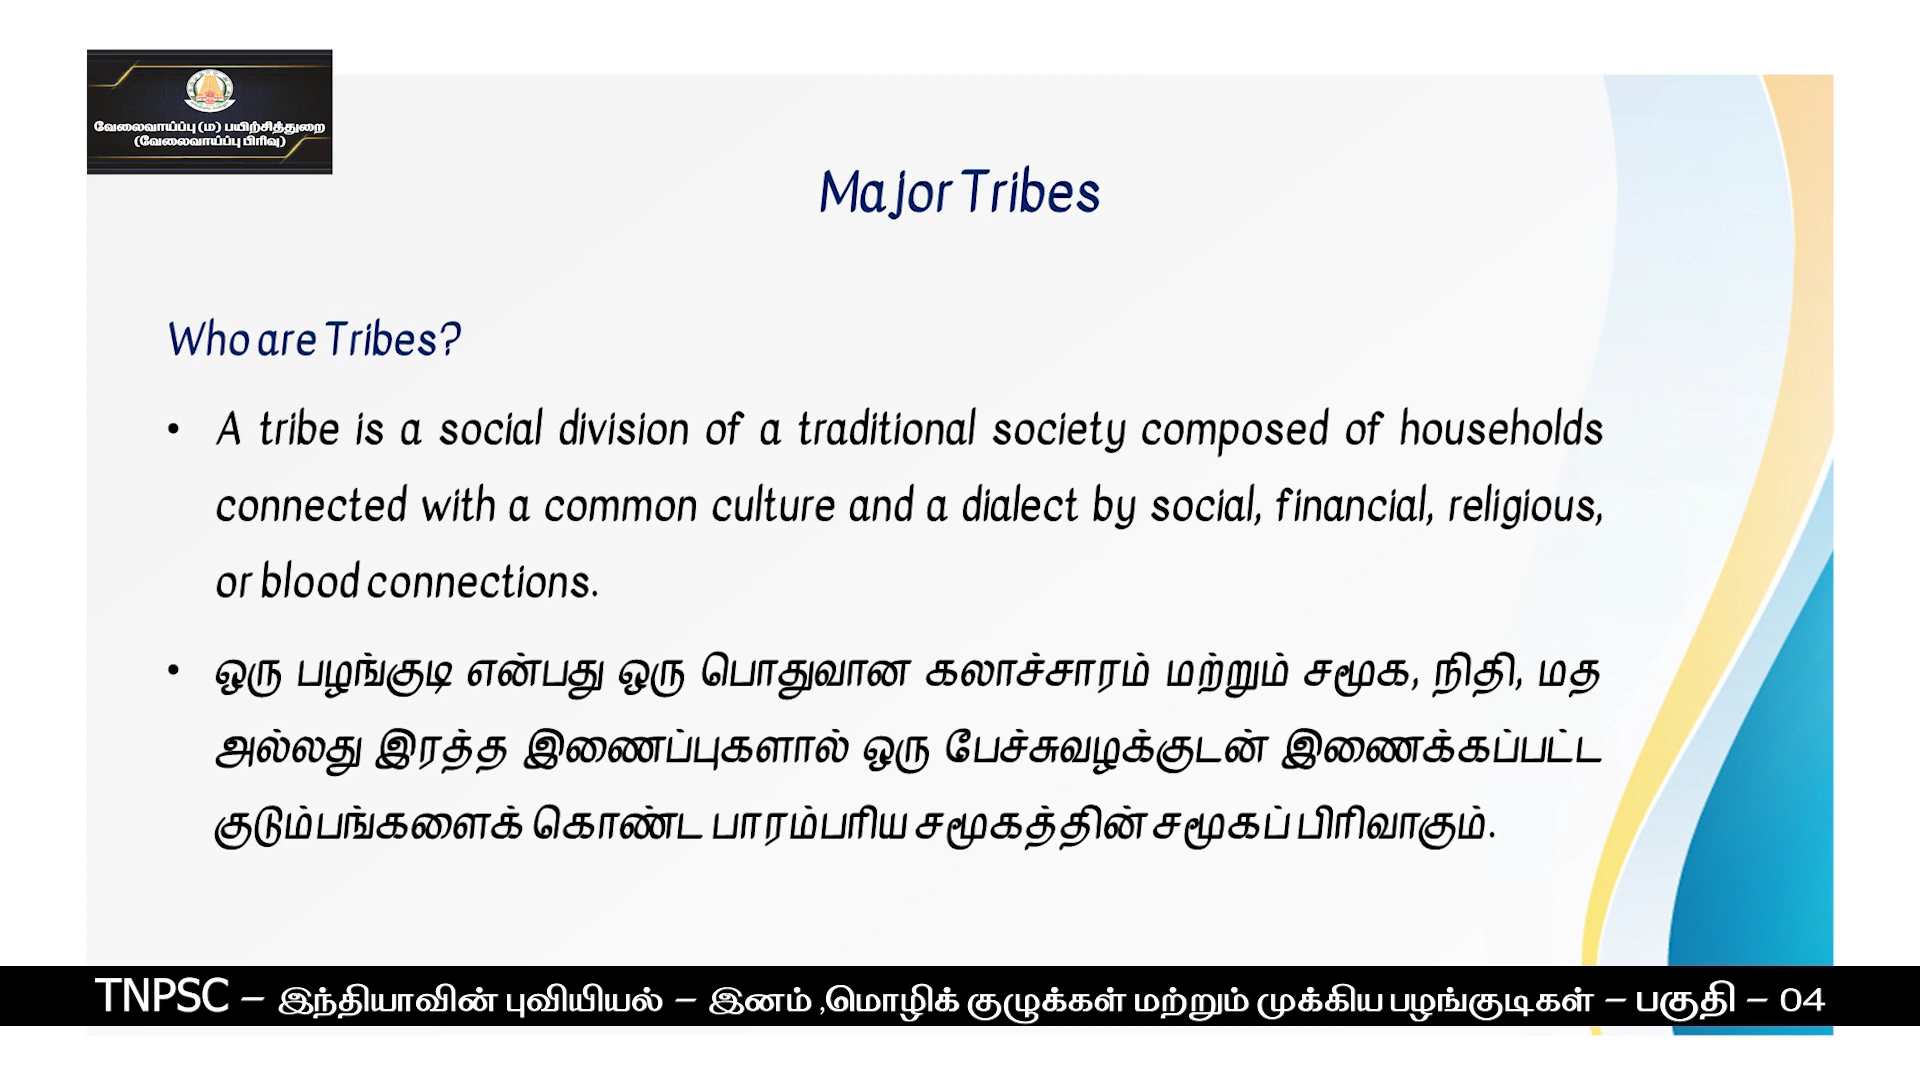 வேலைவாய்ப்பு (ம) பயிற்சித்துறை
(வேலைவாய்ப்பு பிரிவு)
Major Tribes
Who are Tribes?
• A tribe is a social division of a traditional society composed of households
connected with a common culture and a dialect by social, financial, religious,
or blood connections.
• ஒரு பழங்குடி என்பது ஒரு பொதுவான கலாச்சாரம் மற்றும் சமூக, நிதி, மத
அல்லது இரத்த இணைப்புகளால் ஒரு பேச்சுவழக்குடன் இணைக்கப்பட்ட
குடும்பங்களைக் கொண்ட பாரம்பரிய சமூகத்தின் சமூகப் பிரிவாகும்.
TNPSC – இந்தியாவின் புவியியல் – இனம் ,மொழிக் குழுக்கள் மற்றும் முக்கிய பழங்குடிகள் – பகுதி – 04